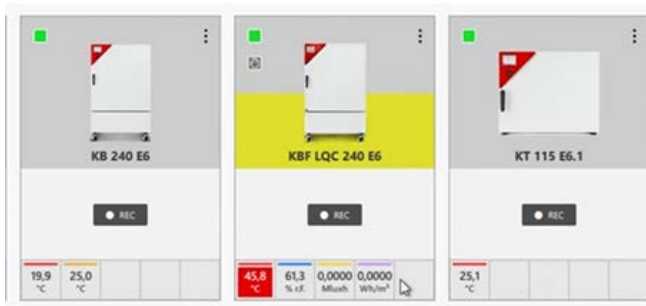 KB 240 E6
REC
19,9 25,0
°C °C
KBF LQC 240 E6
REC
45,8 61,3 0,0000 0,0000
°C % r.F. Mluxh Wh/m²
KT 115 E6.1
REC
25,1
°C